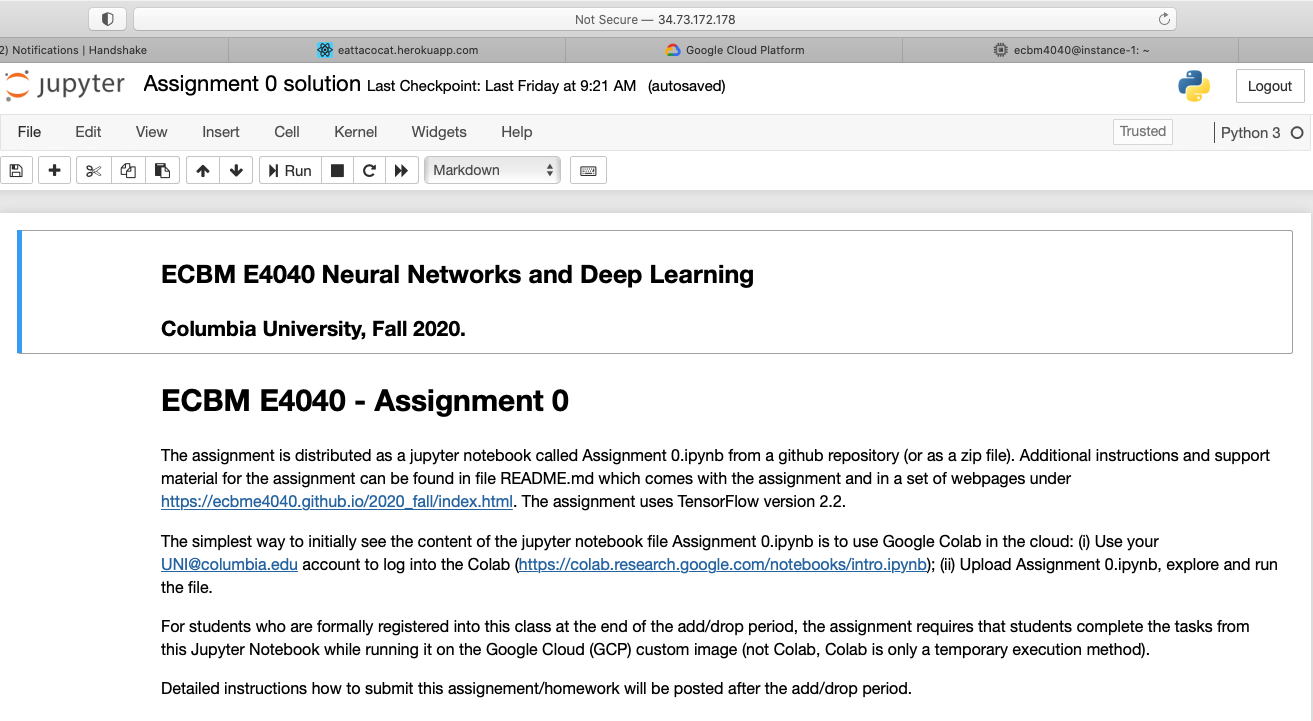 Not Secure — 34.73.172.178
2) Notifications | Handshake
eattacocat.herokuapp.com
Google Cloud Platform
ecbm4040@instance-1: ~
jupyter Assignment 0 solution Last Checkpoint: Last Friday at 9:21 AM (autosaved)
Logout
File Edit View Insert Cell Kernel Widgets Help
Trusted
Python 3
Run
Markdown
ECBM E4040 Neural Networks and Deep Learning
Columbia University, Fall 2020.
ECBM E4040 - Assignment 0
The assignment is distributed as a jupyter notebook called Assignment 0.ipynb from a github repository (or as a zip file). Additional instructions and support
material for the assignment can be found in file README.md which comes with the assignment and in a set of webpages under
https://ecbme4040.github.io/2020_fall/index.html. The assignment uses TensorFlow version 2.2.
The simplest way to initially see the content of the jupyter notebook file Assignment 0.ipynb is to use Google Colab in the cloud: (i) Use your
UNI@columbia.edu account to log into the Colab (https://colab.research.google.com/notebooks/intro.ipynb); (ii) Upload Assignment 0.ipynb, explore and run
the file.
For students who are formally registered into this class at the end of the add/drop period, the assignment requires that students complete the tasks from
this Jupyter Notebook while running it on the Google Cloud (GCP) custom image (not Colab, Colab is only a temporary execution method).
Detailed instructions how to submit this assignement/homework will be posted after the add/drop period.